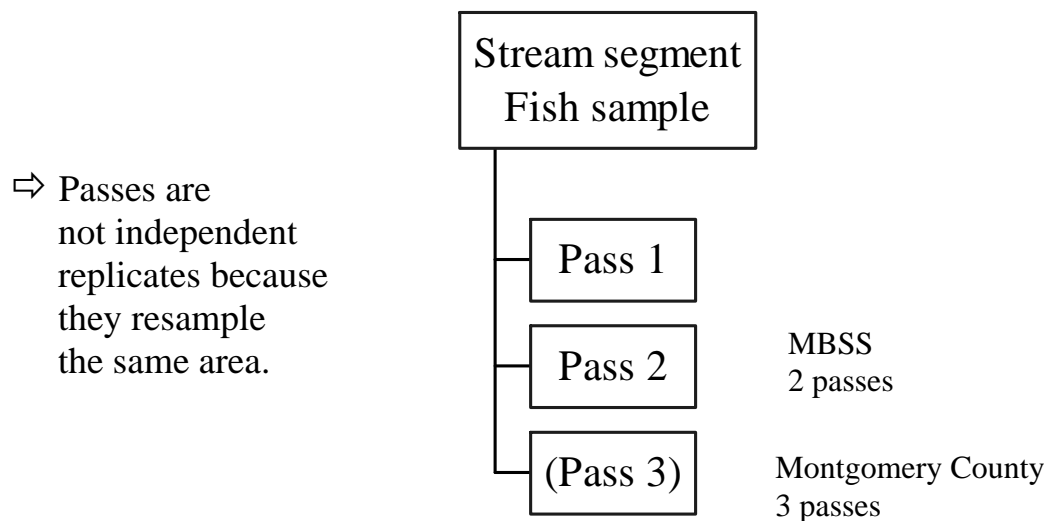 Stream segment
Fish sample
⇨ Passes are
not independent
replicates because
they resample
the same area.
Pass 1
Pass 2
MBSS
2 passes
(Pass 3)
Montgomery County
3 passes